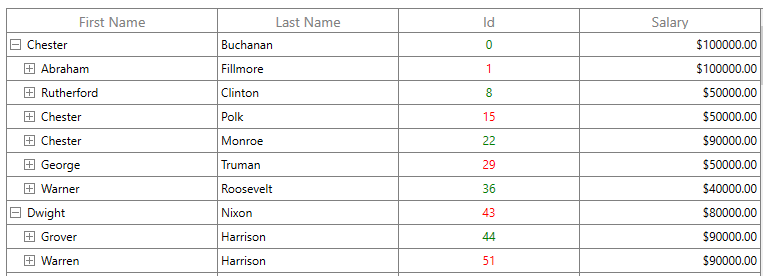 First Name Last Name Id Salary
Chester Buchanan 0 $100000.00
Abraham Fillmore 1 $100000.00
Rutherford Clinton 8 $50000.00
Chester Polk 15 $50000.00
Chester Monroe 22 $90000.00
George Truman 29 $50000.00
Warner Roosevelt 36 $40000.00
Dwight Nixon 43 $80000.00
Grover Harrison 44 $90000.00
Warren Harrison 51 $90000.00